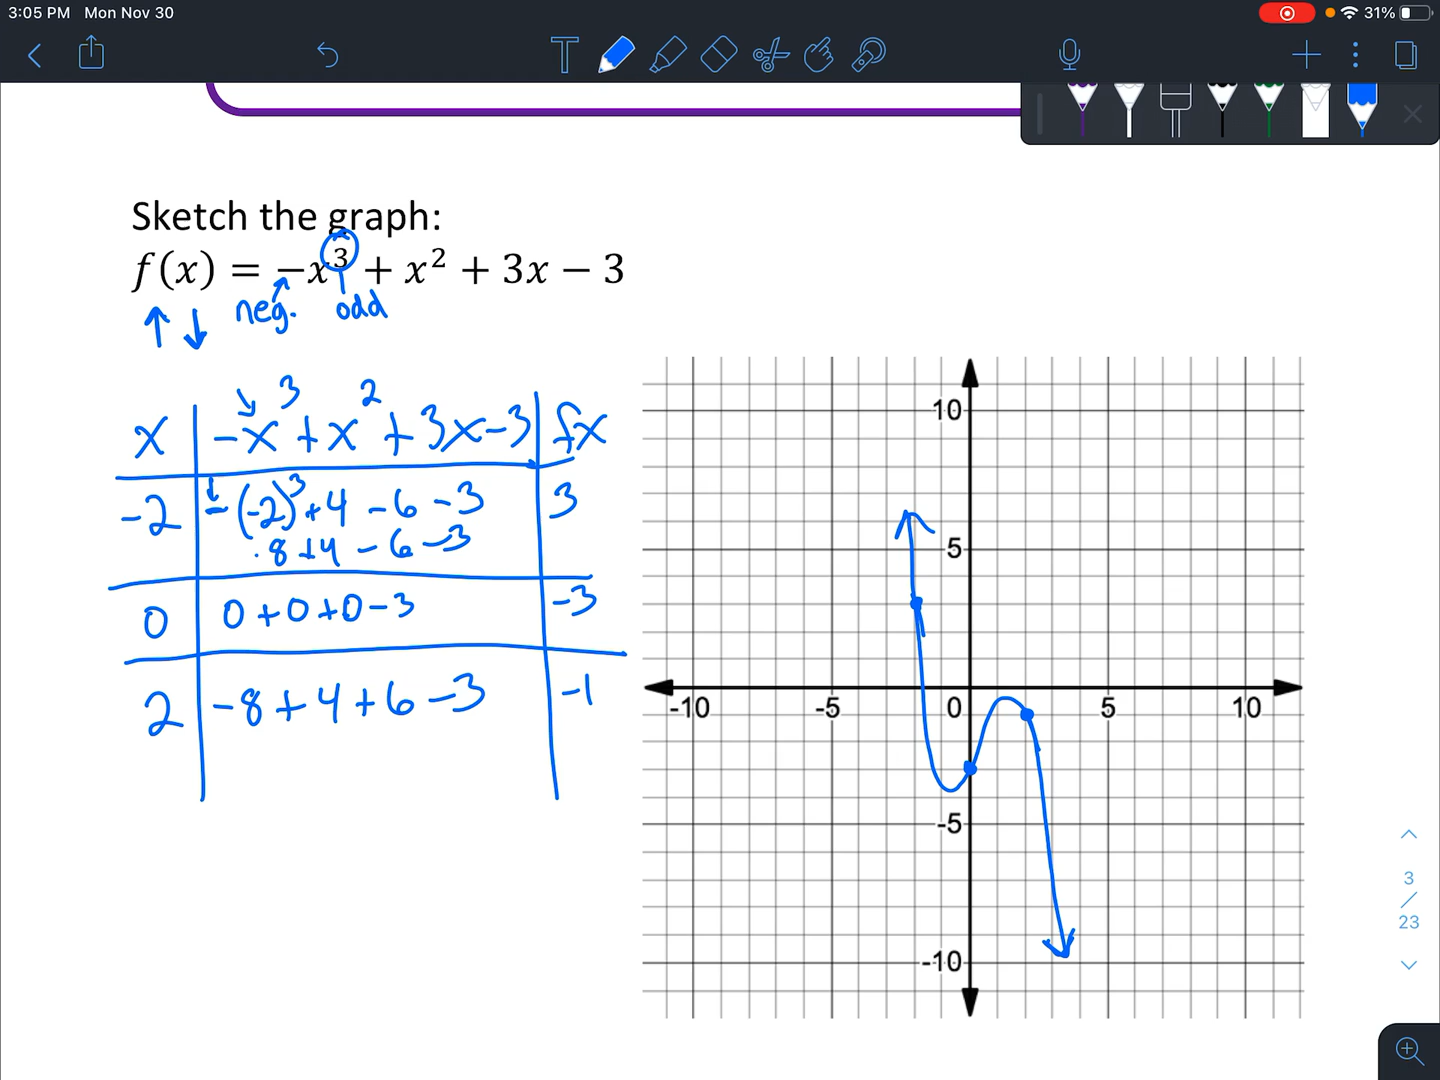 3:05 PM Mon Nov 30
31%
T
Sketch the graph:
f(x) = −x³ + x² + 3x − 3
↑ ↓ neg. odd
x | -x³ + x² + 3x - 3 | fx
-2 | -(-2)³ + 4 - 6 - 3 | 3
8 + 4 - 6 - 3
0 | 0 + 0 + 0 - 3 | -3
2 | -8 + 4 + 6 - 3 | -1
10
5
-10 -5 0 5 10
-5
-10
3
/
23